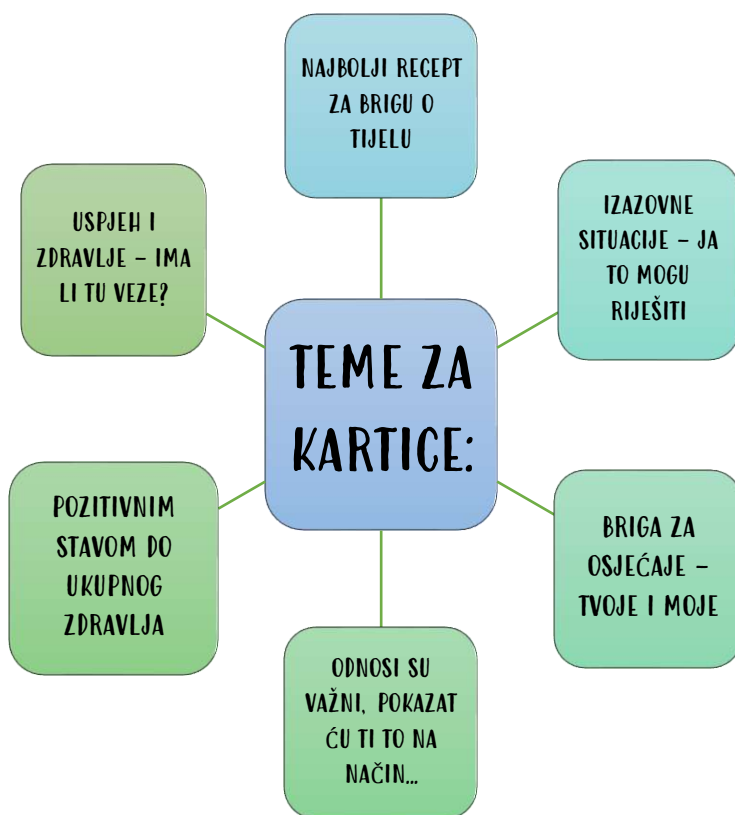 NAJBOLJI RECEPT
ZA BRIGU O
TIJELU
IZAZOVNE
SITUACIJE – JA
TO MOGU
RIJEŠITI
USPJEH I
ZDRAVLJE – IMA
LI TU VEZE?
TEME ZA
KARTICE:
POZITIVNIM
STAVOM DO
UKUPNOG
ZDRAVLJA
BRIGA ZA
OSJEĆAJE –
TVOJE I MOJE
ODNOSI SU
VAŽNI, POKAZAT
ĆU TI TO NA
NAČIN...